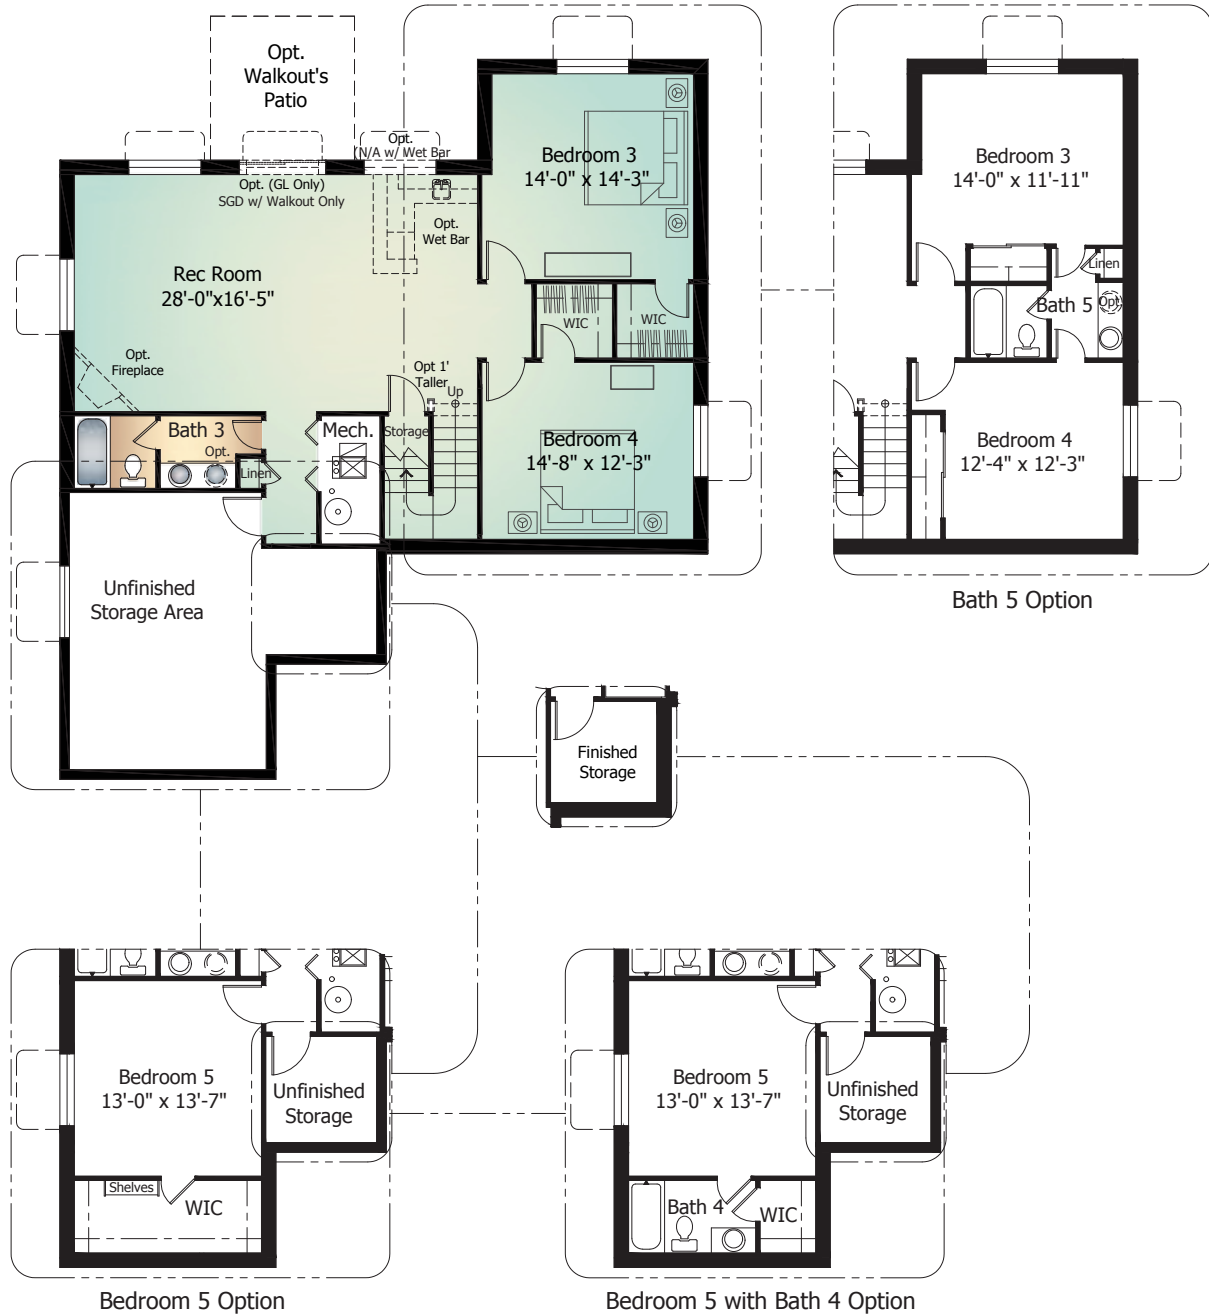 Opt.
Walkout's
Patio
Opt.
N/A w/ Wet Bar
Opt. (GL Only)
SGD w/ Walkout Only
Opt.
Wet Bar
Bedroom 3
14'-0" x 14'-3"
Rec Room
28'-0"x16'-5"
WIC
WIC
Opt.
Fireplace
Opt 1'
Taller
Up
Bath 3
Opt.
Linen
Mech.
Storage
Bedroom 4
14'-8" x 12'-3"
Unfinished
Storage Area
Bedroom 3
14'-0" x 11'-11"
Linen
Bath 5
Opt.
Bedroom 4
12'-4" x 12'-3"
Bath 5 Option
Finished
Storage
Bedroom 5
13'-0" x 13'-7"
Unfinished
Storage
Shelves
WIC
Bedroom 5 Option
Bedroom 5
13'-0" x 13'-7"
Unfinished
Storage
Bath 4
WIC
Bedroom 5 with Bath 4 Option